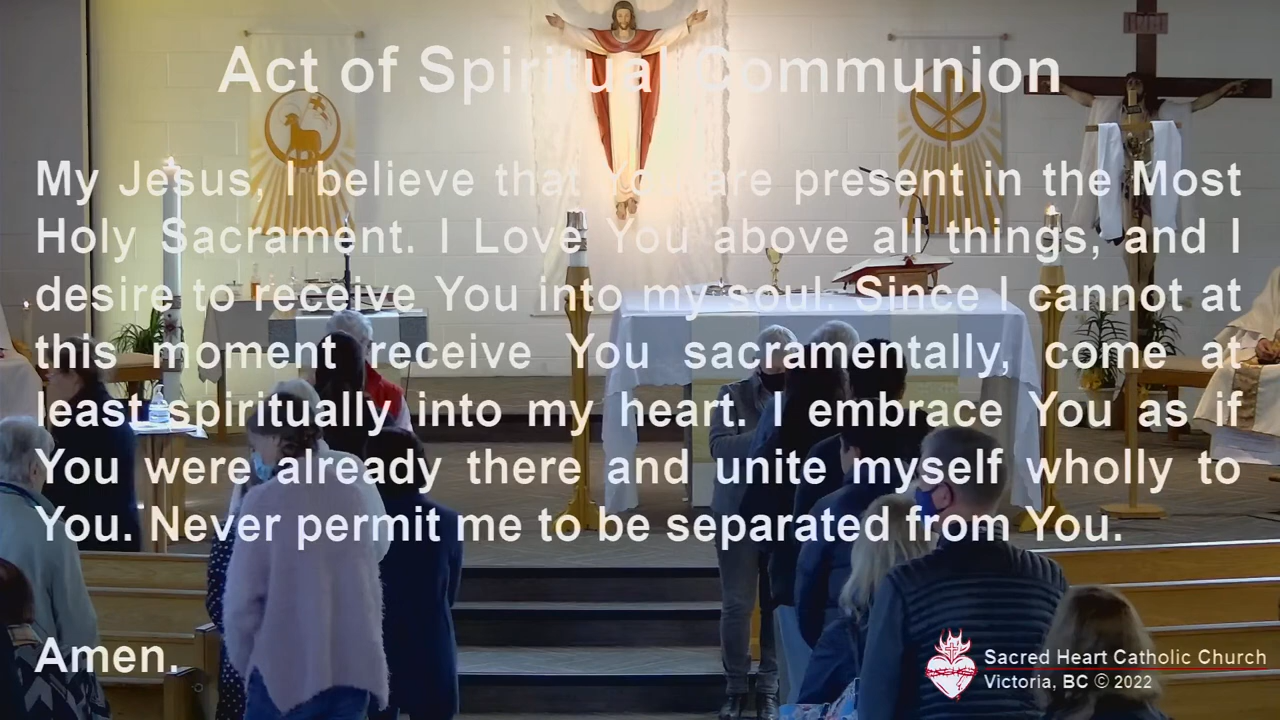 Act of Spiritual Communion
My Jesus, I believe that You are present in the Most
Holy Sacrament. I Love You above all things, and I
desire to receive You into my soul. Since I cannot at
this moment receive You sacramentally, come at
least spiritually into my heart. I embrace You as if
You were already there and unite myself wholly to
You. Never permit me to be separated from You.
Amen.
Sacred Heart Catholic Church
Victoria, BC © 2022